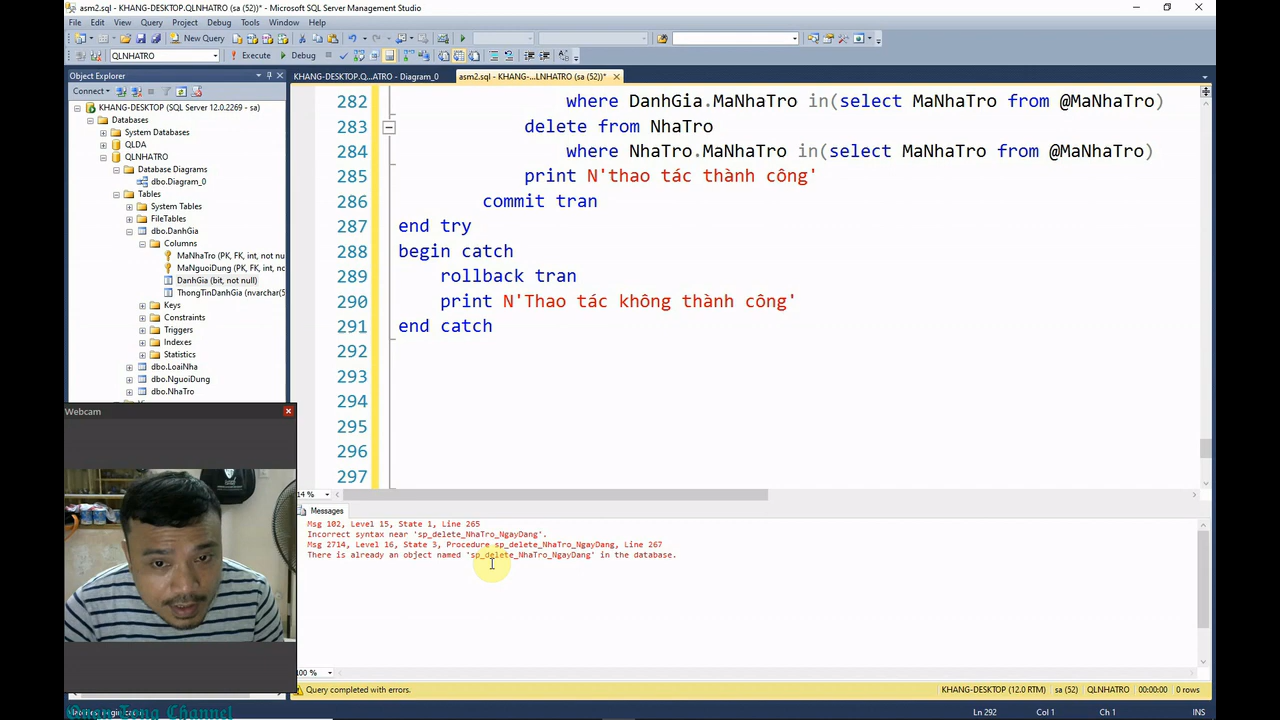 asm2.sql - KHANG-DESKTOP.QLNHATRO (sa (52))* - Microsoft SQL Server Management Studio
File Edit View Query Project Debug Tools Window Help
New Query
QLNHATRO Execute Debug
Object Explorer
KHANG-DESKTOP.Q...ATRO - Diagram_0 asm2.sql - KHANG-...LNHATRO (sa (52))*
Connect
KHANG-DESKTOP (SQL Server 12.0.2269 - sa)
Databases
System Databases
QLDA
QLNHATRO
Database Diagrams
dbo.Diagram_0
Tables
System Tables
FileTables
dbo.DanhGia
Columns
MaNhaTro (PK, FK, int, not nu
MaNguoiDung (PK, FK, int, no
DanhGia (bit, not null)
ThongTinDanhGia (nvarchar(5
Keys
Constraints
Triggers
Indexes
Statistics
dbo.LoaiNha
dbo.NguoiDung
dbo.NhaTro
282 where DanhGia.MaNhaTro in(select MaNhaTro from @MaNhaTro)
283 delete from NhaTro
284 where NhaTro.MaNhaTro in(select MaNhaTro from @MaNhaTro)
285 print N'thao tác thành công'
286 commit tran
287 end try
288 begin catch
289 rollback tran
290 print N'Thao tác không thành công'
291 end catch
292
293
294
295
296
297
14 %
Webcam
Messages
Msg 102, Level 15, State 1, Line 265
Incorrect syntax near 'sp_delete_NhaTro_NgayDang'.
Msg 2714, Level 16, State 3, Procedure sp_delete_NhaTro_NgayDang, Line 267
There is already an object named 'sp_delete_NhaTro_NgayDang' in the database.
100 %
Query completed with errors.
KHANG-DESKTOP (12.0 RTM) sa (52) QLNHATRO 00:00:00 0 rows
Ln 292 Col 1 Ch 1 INS